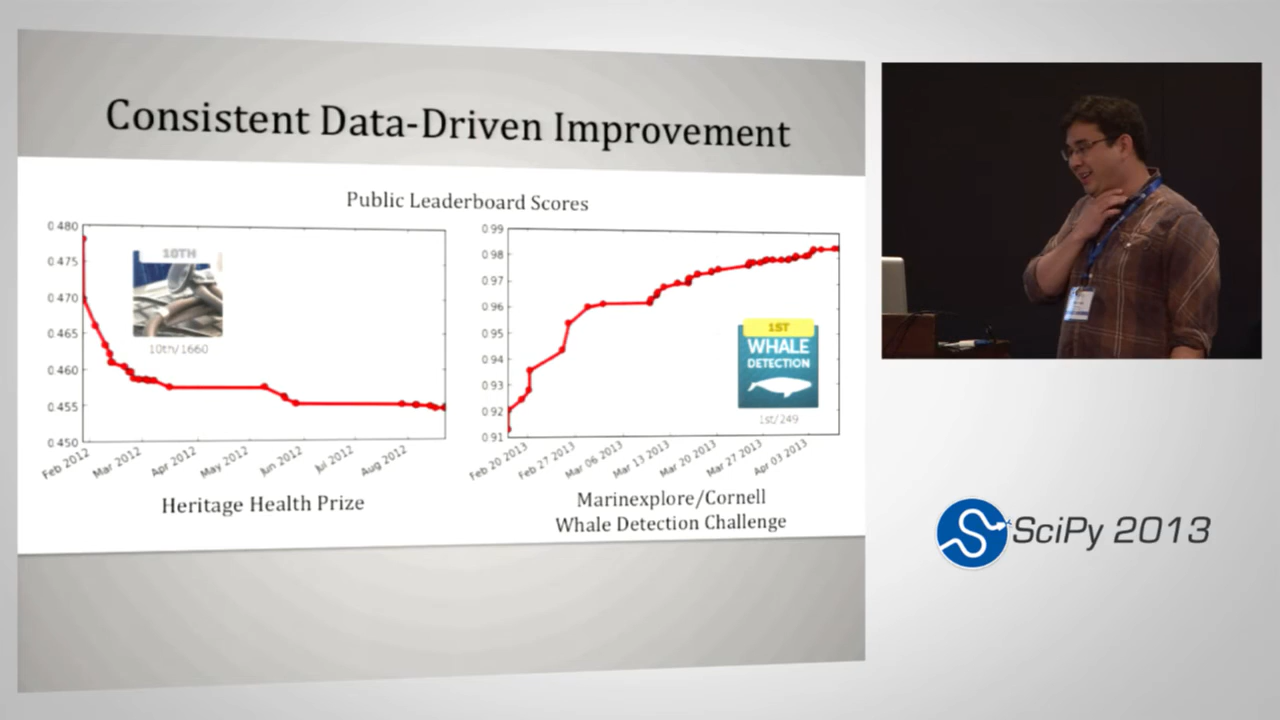 Consistent Data-Driven Improvement
Public Leaderboard Scores
0.480
0.475
0.470
0.465
0.460
0.455
0.450
10TH
10th/1660
Feb 2012
Mar 2012
Apr 2012
May 2012
Jun 2012
Jul 2012
Aug 2012
Heritage Health Prize
0.99
0.98
0.97
0.96
0.95
0.94
0.93
0.92
0.91
1ST
WHALE
DETECTION
1st/249
Feb 20 2013
Feb 27 2013
Mar 06 2013
Mar 13 2013
Mar 20 2013
Mar 27 2013
Apr 03 2013
Marinexplore/Cornell
Whale Detection Challenge
SciPy 2013